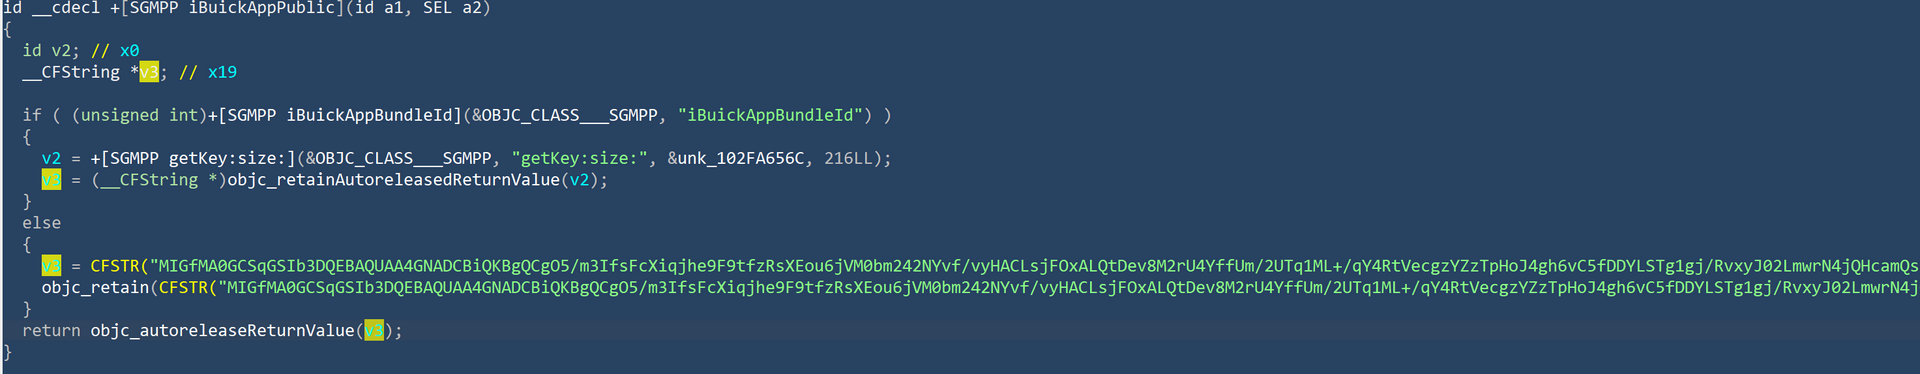 id __cdecl +[SGMPP iBuickAppPublic](id a1, SEL a2)
{
  id v2; // x0
  __CFString *v3; // x19

  if ( (unsigned int)+[SGMPP iBuickAppBundleId](&OBJC_CLASS___SGMPP, "iBuickAppBundleId") )
  {
    v2 = +[SGMPP getKey:size:](&OBJC_CLASS___SGMPP, "getKey:size:", &unk_102FA656C, 216LL);
    v3 = (__CFString *)objc_retainAutoreleasedReturnValue(v2);
  }
  else
  {
    v3 = CFSTR("MIGfMA0GCSqGSIb3DQEBAQUAA4GNADCBiQKBgQCgO5/m3IfsFcXiqjhe9F9tfzRsXEou6jVM0bm242NYvf/vyHACLsjFOxALQtDev8M2rU4YffUm/2UTq1ML+/qY4RtVecgzYZzTpHoJ4gh6vC5fDDYLSTg1gj/RvxyJ02LmwrN4jQHcamQs
    objc_retain(CFSTR("MIGfMA0GCSqGSIb3DQEBAQUAA4GNADCBiQKBgQCgO5/m3IfsFcXiqjhe9F9tfzRsXEou6jVM0bm242NYvf/vyHACLsjFOxALQtDev8M2rU4YffUm/2UTq1ML+/qY4RtVecgzYZzTpHoJ4gh6vC5fDDYLSTg1gj/RvxyJ02LmwrN4j
  }
  return objc_autoreleaseReturnValue(v3);
}